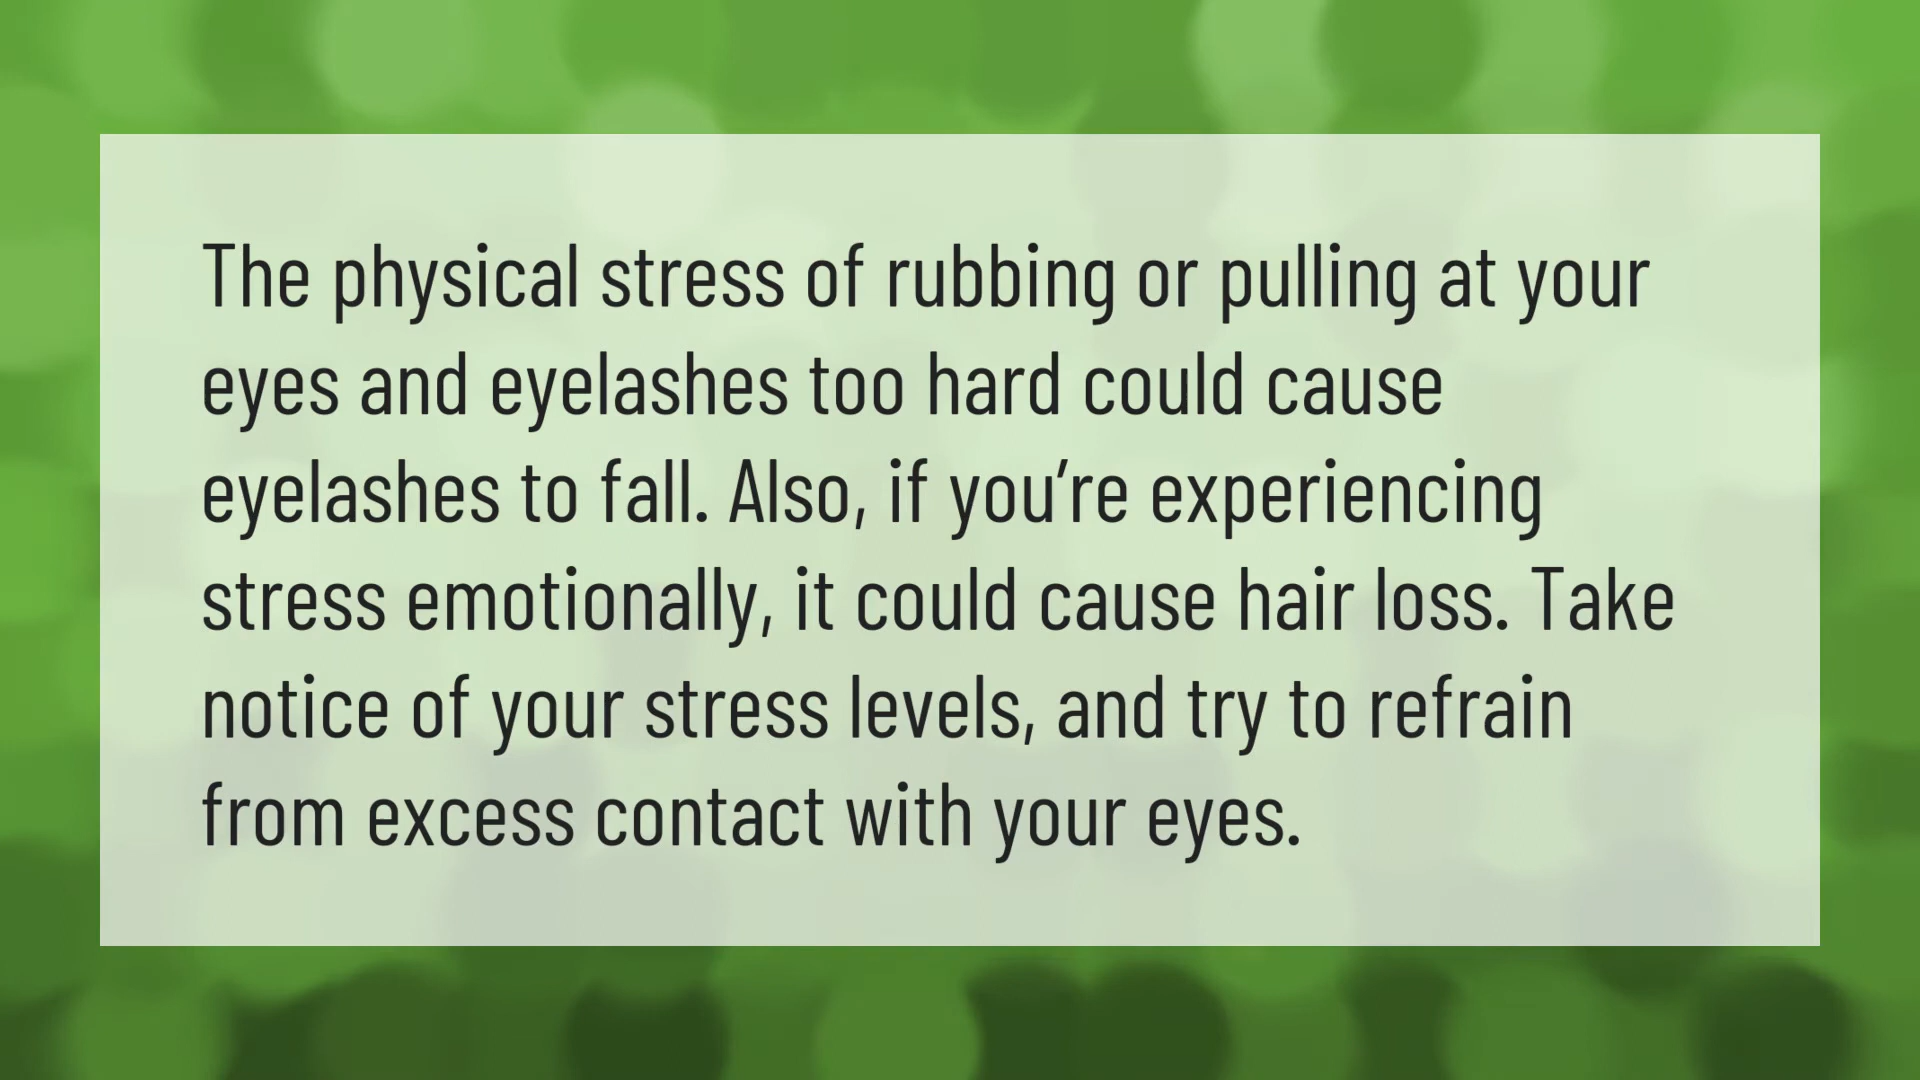 The physical stress of rubbing or pulling at your
eyes and eyelashes too hard could cause
eyelashes to fall. Also, if you’re experiencing
stress emotionally, it could cause hair loss. Take
notice of your stress levels, and try to refrain
from excess contact with your eyes.